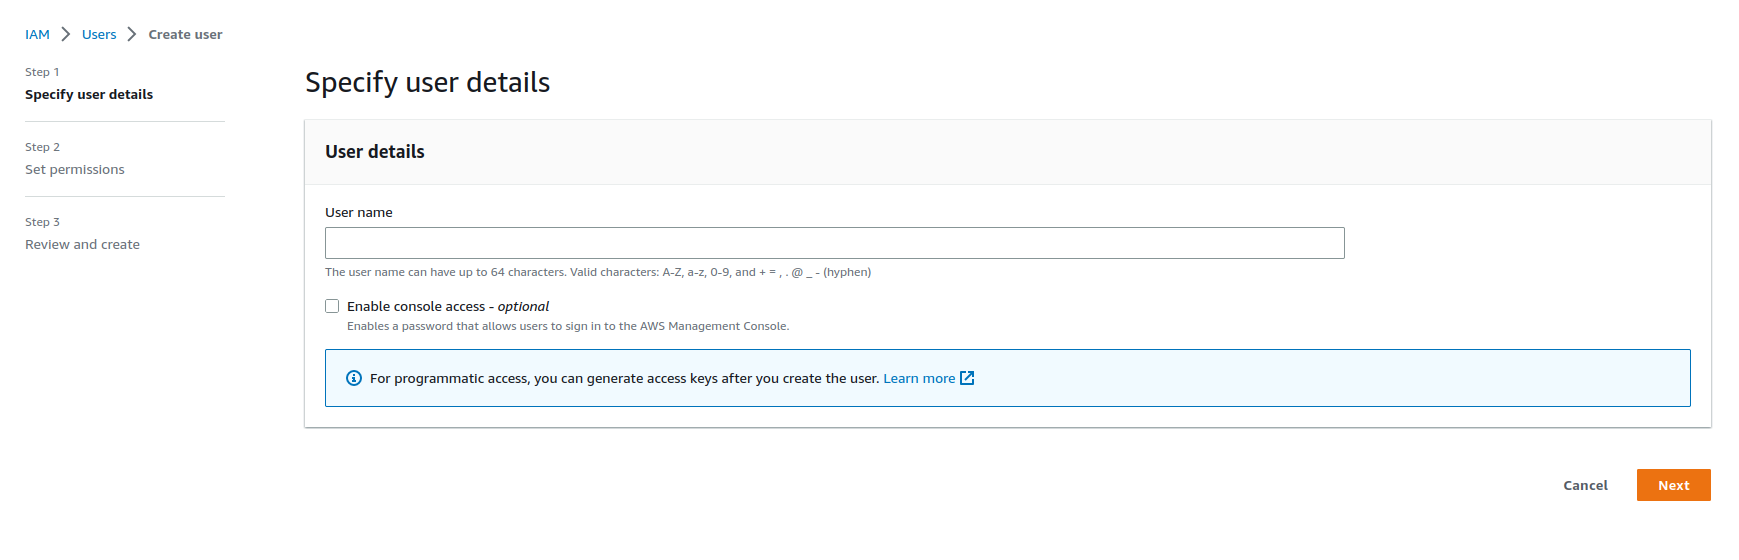 IAM > Users > Create user
Step 1
Specify user details
Step 2
Set permissions
Step 3
Review and create
Specify user details
User details
User name
The user name can have up to 64 characters. Valid characters: A-Z, a-z, 0-9, and + = , . @ _ - (hyphen)
Enable console access - optional
Enables a password that allows users to sign in to the AWS Management Console.
For programmatic access, you can generate access keys after you create the user. Learn more
Cancel
Next